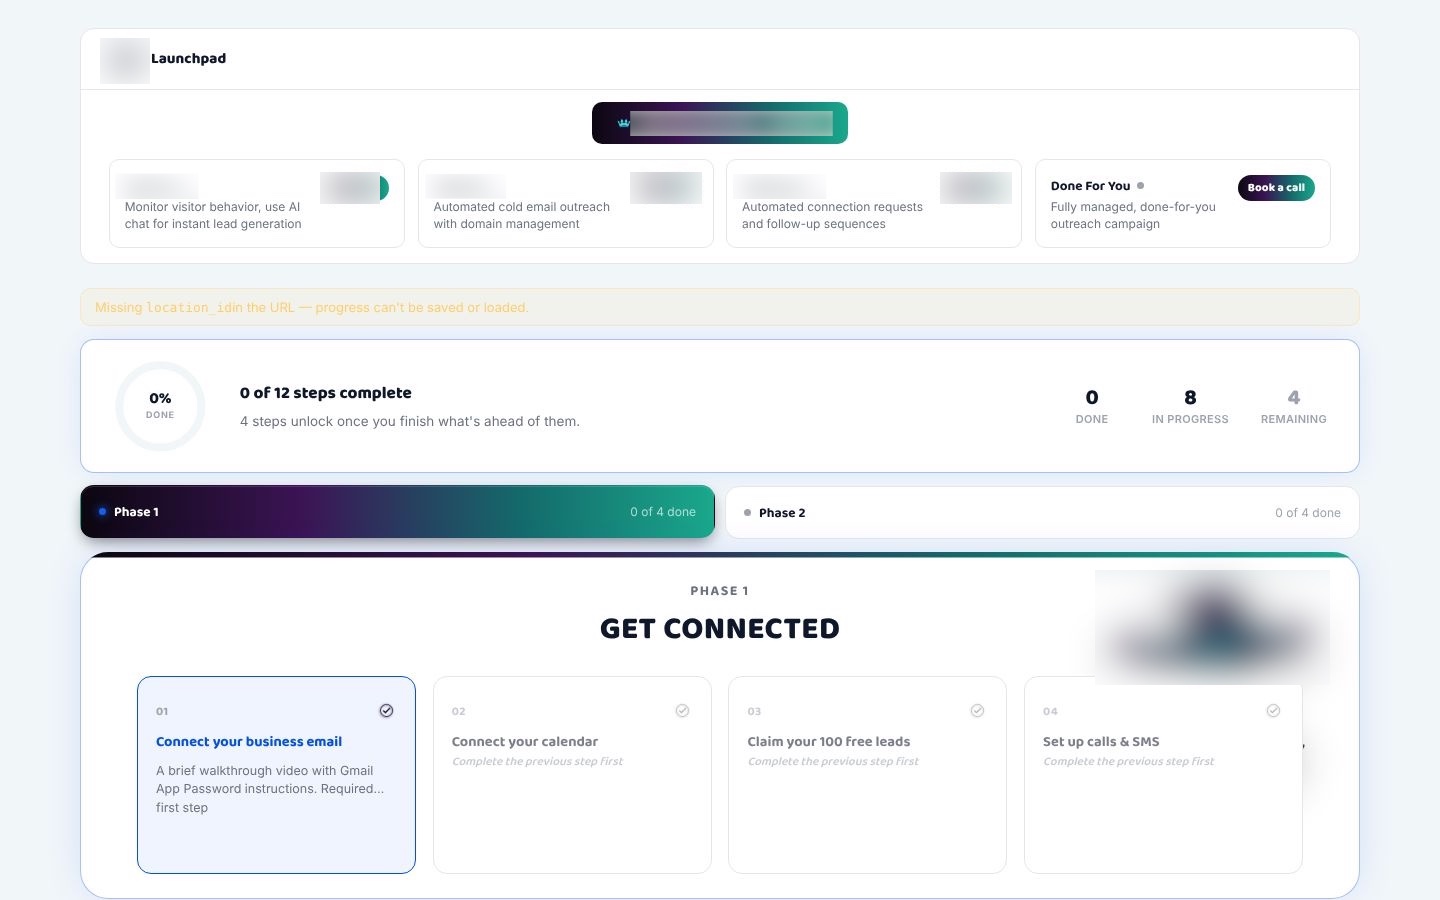 Launchpad
Monitor visitor behavior, use AI
chat for instant lead generation
Automated cold email outreach
with domain management
Automated connection requests
and follow-up sequences
Done For You
Book a call
Fully managed, done-for-you
outreach campaign
Missing location_idin the URL — progress can't be saved or loaded.
0%
DONE
0 of 12 steps complete
4 steps unlock once you finish what's ahead of them.
0
DONE
8
IN PROGRESS
4
REMAINING
Phase 1
0 of 4 done
Phase 2
0 of 4 done
PHASE 1
GET CONNECTED
01
Connect your business email
A brief walkthrough video with Gmail
App Password instructions. Required...
first step
02
Connect your calendar
Complete the previous step first
03
Claim your 100 free leads
Complete the previous step first
04
Set up calls & SMS
Complete the previous step first